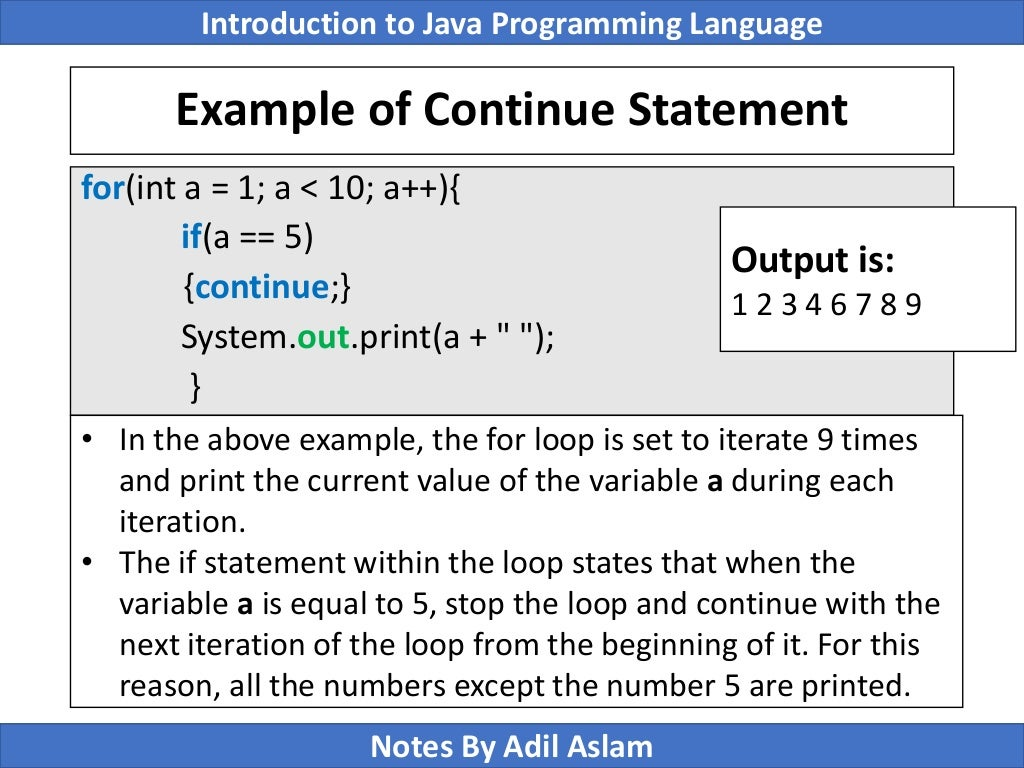 Introduction to Java Programming Language
Example of Continue Statement
for(int a = 1; a < 10; a++){
if(a == 5)
{continue;}
System.out.print(a + " ");
}
Output is:
1 2 3 4 6 7 8 9
• In the above example, the for loop is set to iterate 9 times
and print the current value of the variable a during each
iteration.
• The if statement within the loop states that when the
variable a is equal to 5, stop the loop and continue with the
next iteration of the loop from the beginning of it. For this
reason, all the numbers except the number 5 are printed.
Notes By Adil Aslam